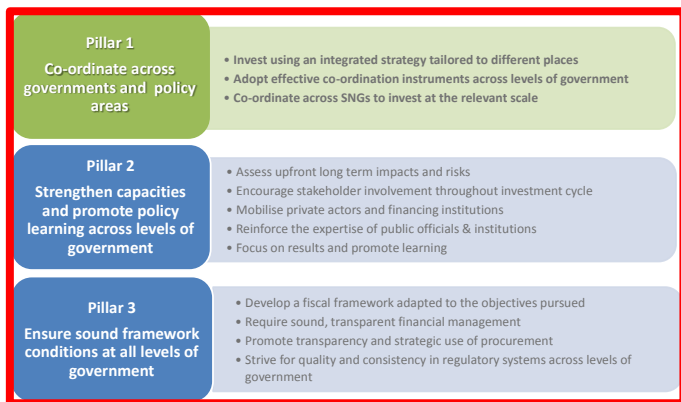 Pillar 1
Co-ordinate across
governments and policy
areas
• Invest using an integrated strategy tailored to different places
• Adopt effective co-ordination instruments across levels of government
• Co-ordinate across SNGs to invest at the relevant scale
Pillar 2
Strengthen capacities
and promote policy
learning across levels of
government
• Assess upfront long term impacts and risks
• Encourage stakeholder involvement throughout investment cycle
• Mobilise private actors and financing institutions
• Reinforce the expertise of public officials & institutions
• Focus on results and promote learning
Pillar 3
Ensure sound framework
conditions at all levels of
government
• Develop a fiscal framework adapted to the objectives pursued
• Require sound, transparent financial management
• Promote transparency and strategic use of procurement
• Strive for quality and consistency in regulatory systems across levels of
government